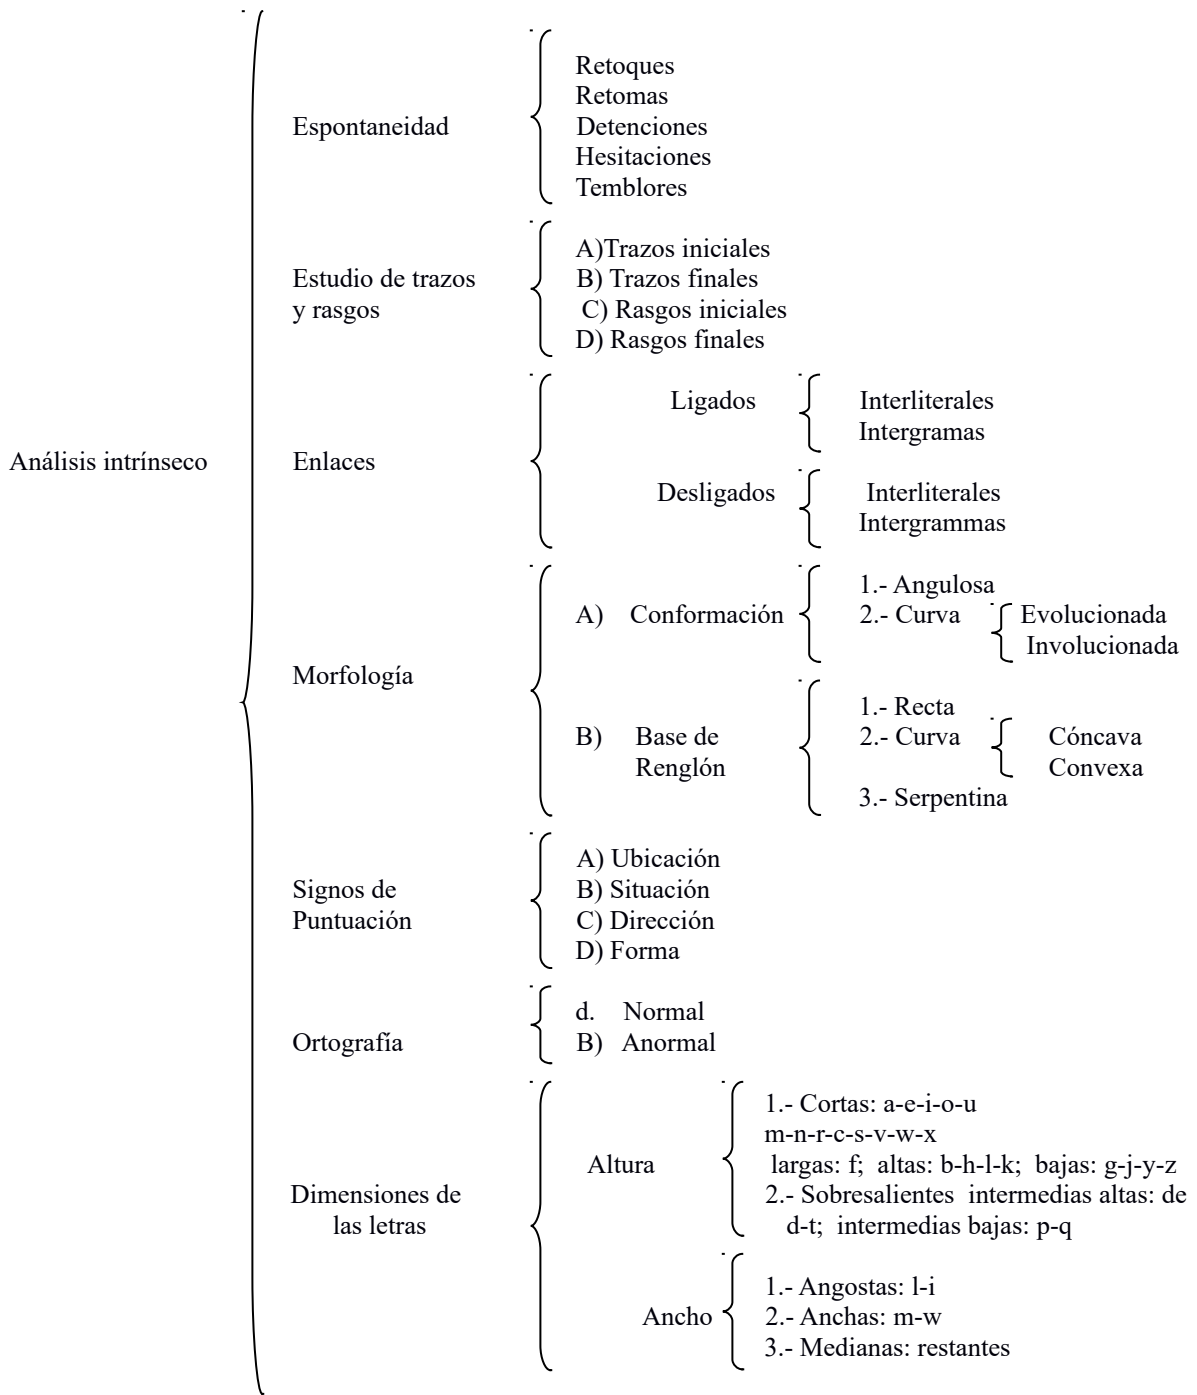 Retoques
Retomas
Espontaneidad
Detenciones
Hesitaciones
Temblores
A)Trazos iniciales
Estudio de trazos
y rasgos
B) Trazos finales
C) Rasgos iniciales
D) Rasgos finales
Análisis intrínseco
Enlaces
Ligados
Interliterales
Intergramas
Desligados
Interliterales
Intergrammas
Morfología
A) Conformación
1.- Angulosa
2.- Curva
Evolucionada
Involucionada
B) Base de
Renglón
1.- Recta
2.- Curva
Cóncava
Convexa
3.- Serpentina
Signos de
Puntuación
A) Ubicación
B) Situación
C) Dirección
D) Forma
Ortografía
d. Normal
B) Anormal
Dimensiones de
las letras
Altura
1.- Cortas: a-e-i-o-u
m-n-r-c-s-v-w-x
largas: f; altas: b-h-l-k; bajas: g-j-y-z
2.- Sobresalientes intermedias altas: de
d-t; intermedias bajas: p-q
Ancho
1.- Angostas: l-i
2.- Anchas: m-w
3.- Medianas: restantes